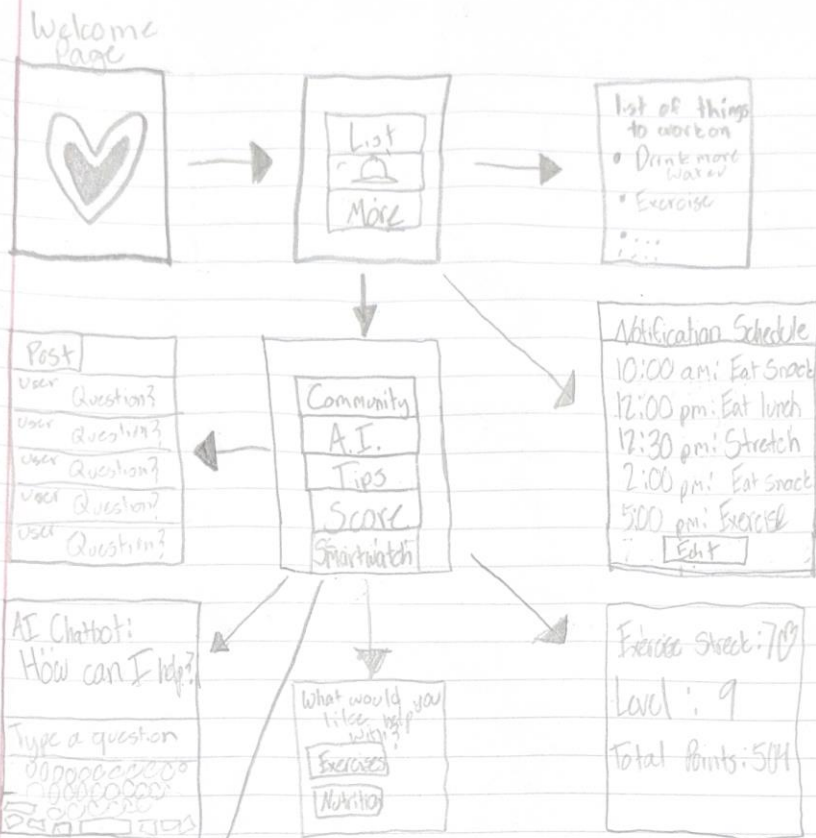 Welcome
Page
List
More
list of things
to work on
• Drink more
water
• Exercise
• ...
Post
user
Question?
user
Question?
user
Question?
user
Question?
user
Question?
Community
A.I.
Tips
Score
Smartwatch
Notification Schedule
10:00 am: Eat Snack
12:00 pm: Eat lunch
12:30 pm: Stretch
2:00 pm: Eat snack
5:00 pm: Exercise
Edit
AI Chatbot:
How can I help?
Type a question
What would you
like help
with?
Exercises
Nutrition
Exercise Streak: 70
Level: 9
Total Points: 504